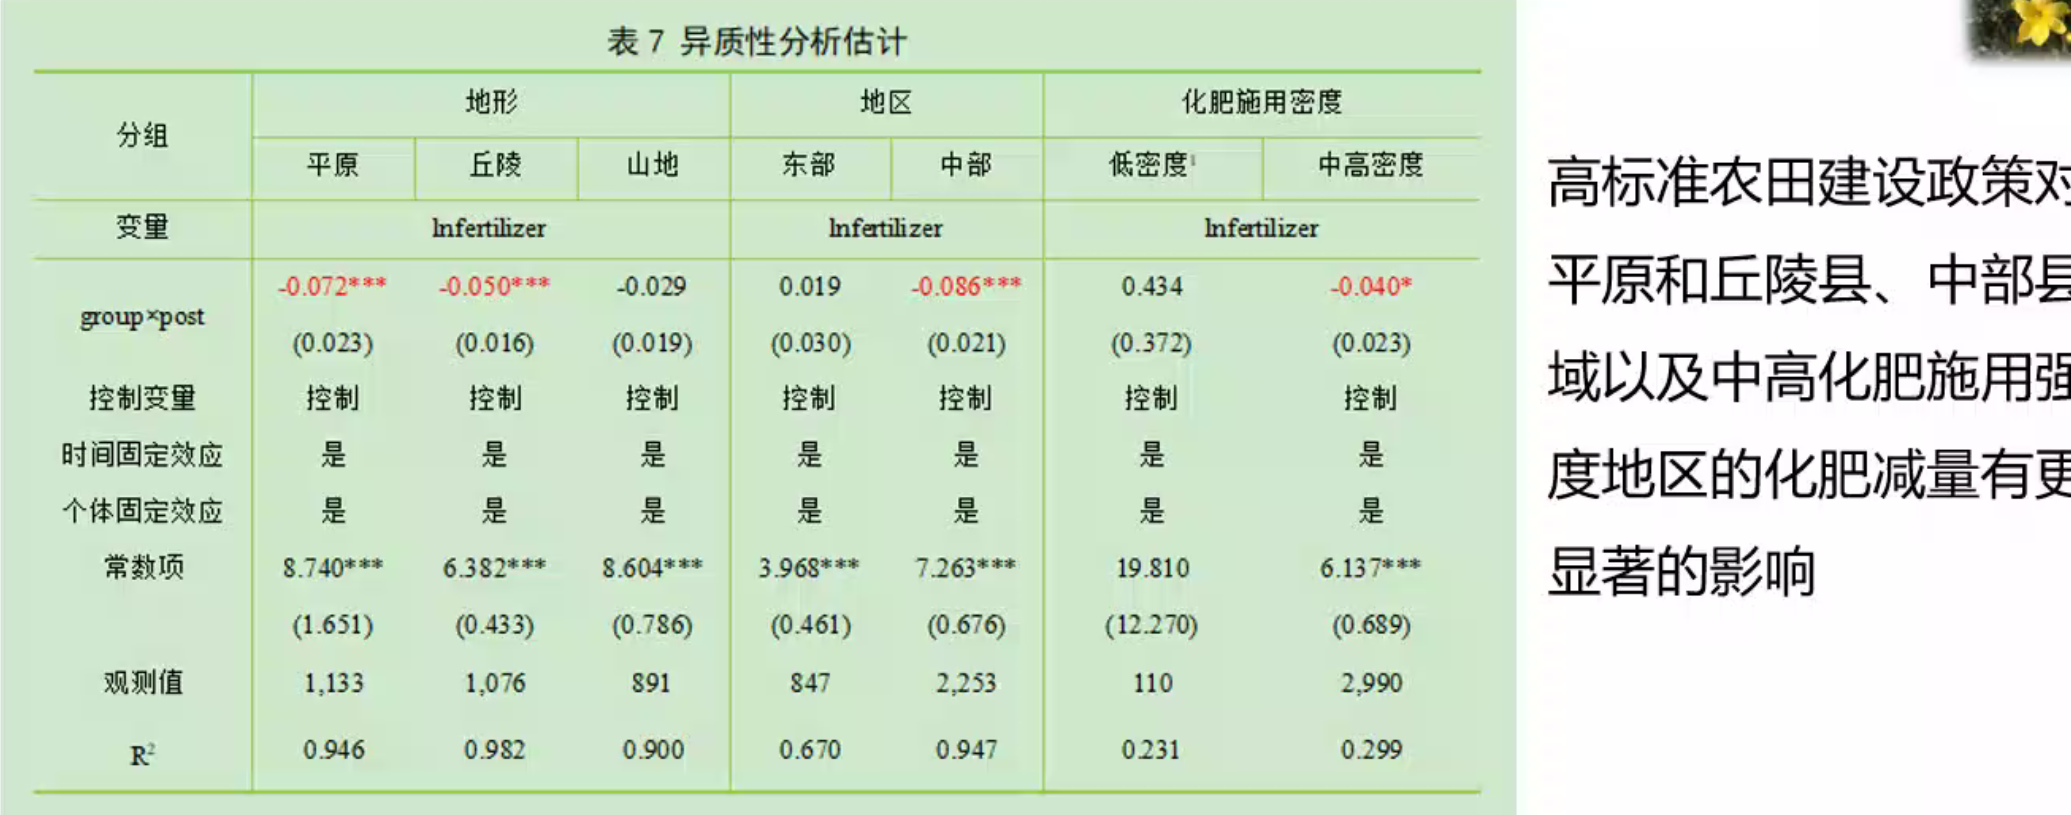 表 7 异质性分析估计
分组 地形 地区 化肥施用密度
平原 丘陵 山地 东部 中部 低密度¹ 中高密度
变量 lnfertilizer lnfertilizer lnfertilizer
group×post -0.072*** -0.050*** -0.029 0.019 -0.086*** 0.434 -0.040*
(0.023) (0.016) (0.019) (0.030) (0.021) (0.372) (0.023)
控制变量 控制 控制 控制 控制 控制 控制 控制
时间固定效应 是 是 是 是 是 是 是
个体固定效应 是 是 是 是 是 是 是
常数项 8.740*** 6.382*** 8.604*** 3.968*** 7.263*** 19.810 6.137***
(1.651) (0.433) (0.786) (0.461) (0.676) (12.270) (0.689)
观测值 1,133 1,076 891 847 2,253 110 2,990
R² 0.946 0.982 0.900 0.670 0.947 0.231 0.299
高标准农田建设政策对
平原和丘陵县、中部县
域以及中高化肥施用强
度地区的化肥减量有更
显著的影响